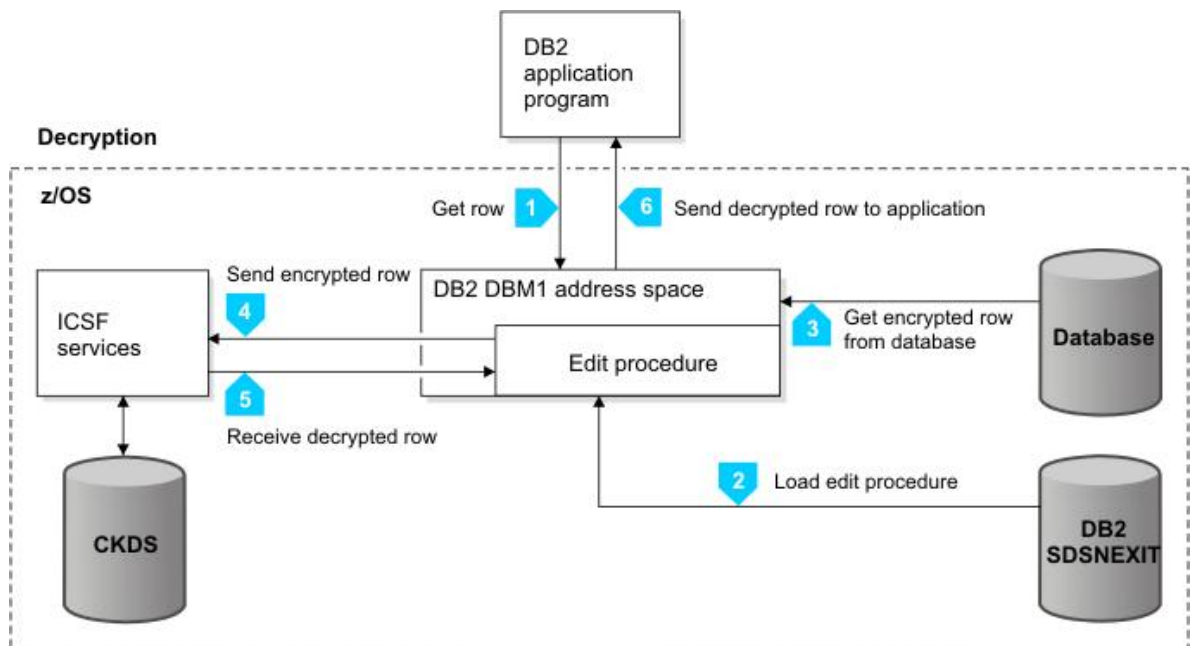 DB2
application
program
Decryption
z/OS
Get row
1
6
Send decrypted row to application
Send encrypted row
4
DB2 DBM1 address space
ICSF
services
3
Get encrypted row
from database
Database
Edit procedure
5
Receive decrypted row
2
Load edit procedure
CKDS
DB2
SDSNEXIT